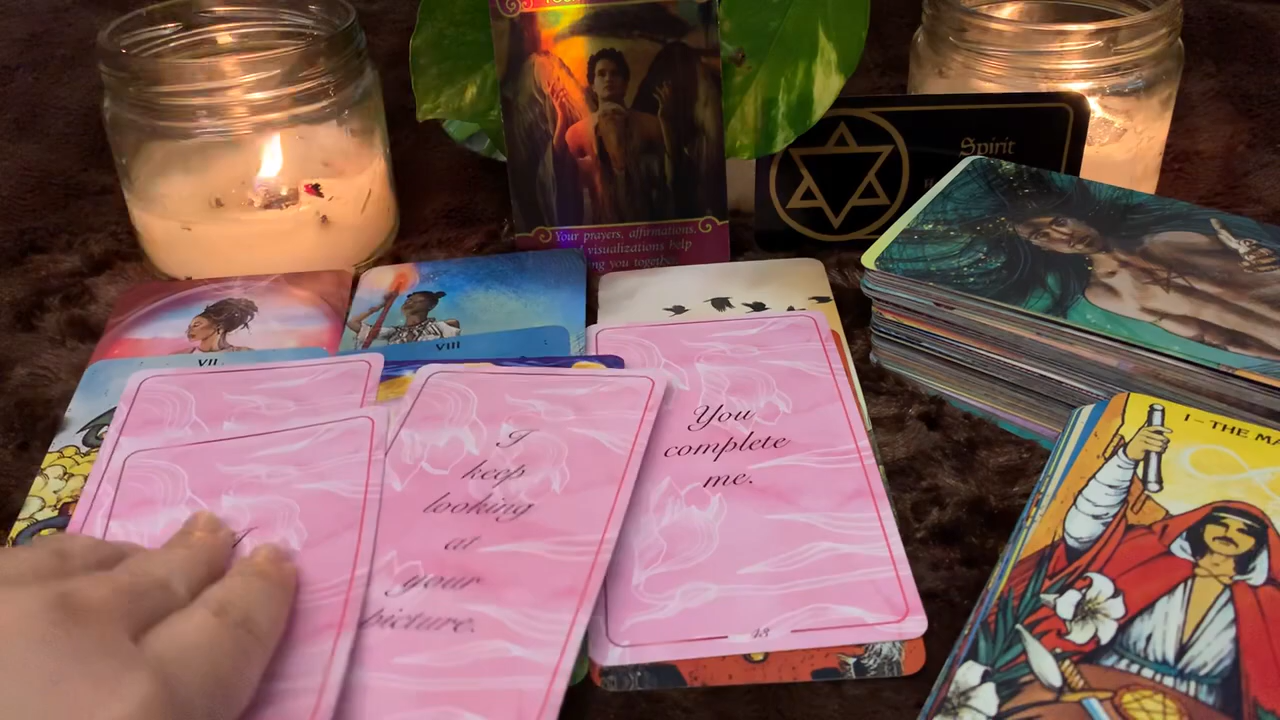 Your prayers, affirmations,
visualizations help
you together.
Spirit
VII
VIII
I
keep
looking
at
your
picture.
You
complete
me.
I – THE
I